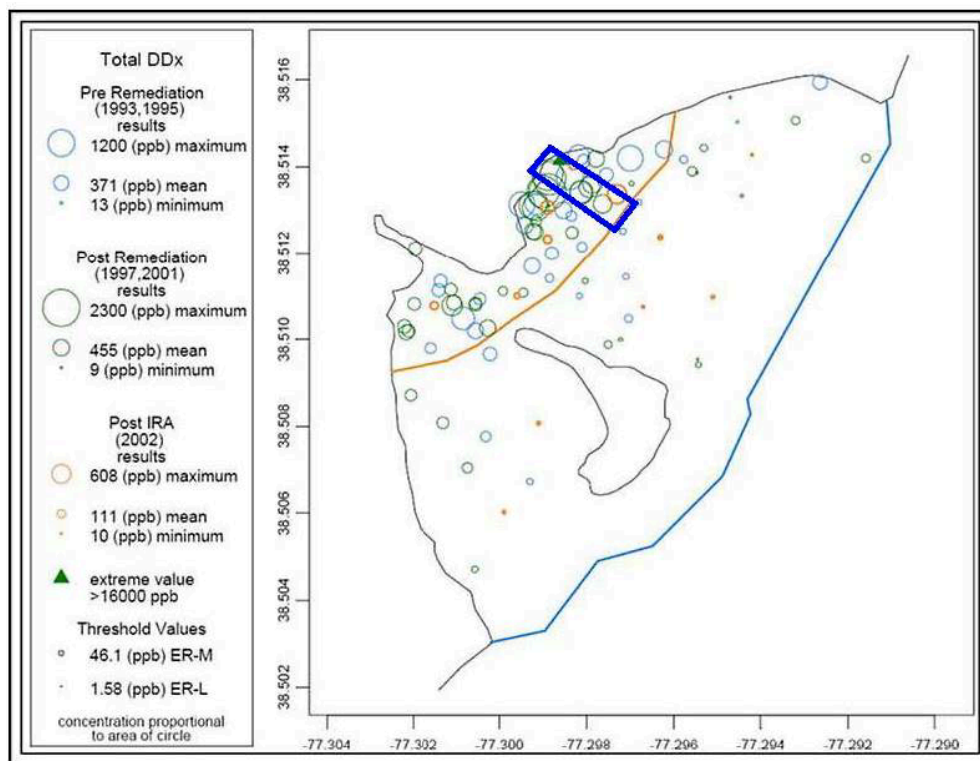 Total DDx
Pre Remediation
(1993,1995)
results
1200 (ppb) maximum
371 (ppb) mean
13 (ppb) minimum
Post Remediation
(1997,2001)
results
2300 (ppb) maximum
455 (ppb) mean
9 (ppb) minimum
Post IRA
(2002)
results
608 (ppb) maximum
111 (ppb) mean
10 (ppb) minimum
extreme value
>16000 ppb
Threshold Values
46.1 (ppb) ER-M
1.58 (ppb) ER-L
concentration proportional
to area of circle
38.516
38.514
38.512
38.510
38.508
38.506
38.504
38.502
-77.304
-77.302
-77.300
-77.298
-77.296
-77.294
-77.292
-77.290